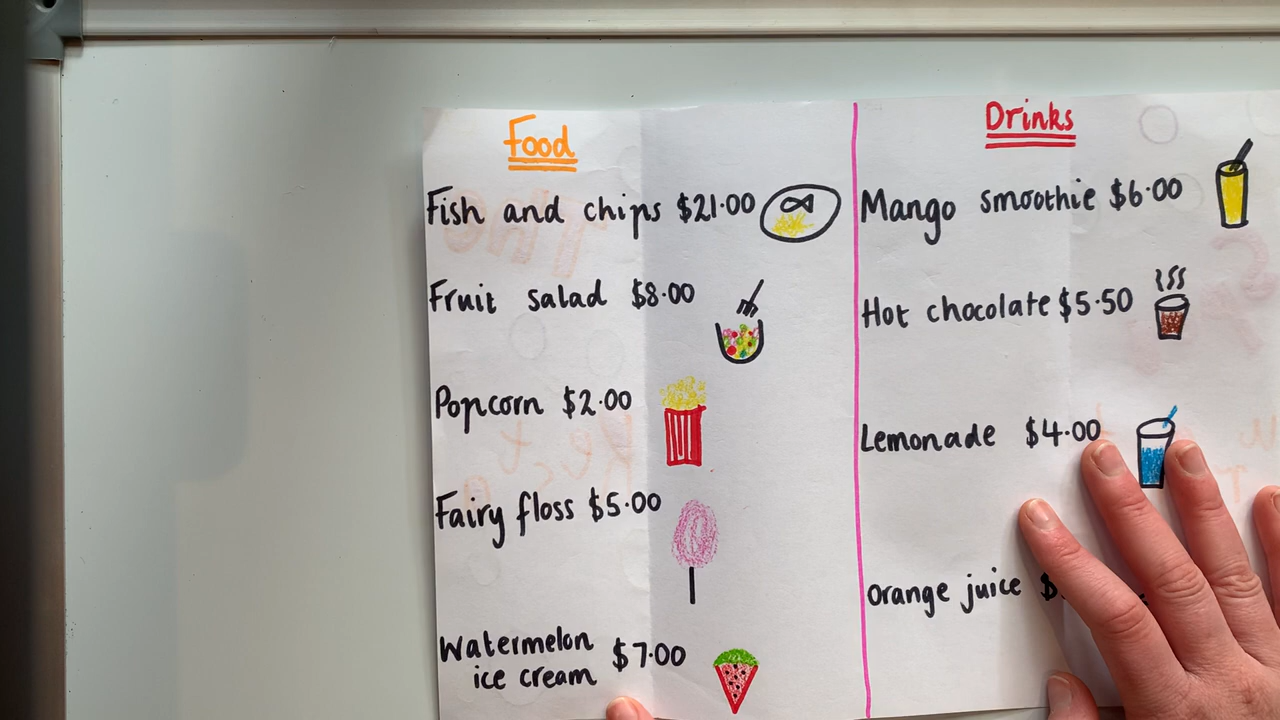 Food
Fish and chips $21.00
Fruit salad $8.00
Popcorn $2.00
Fairy floss $5.00
Watermelon
ice cream $7.00
Drinks
Mango smoothie $6.00
Hot chocolate $5.50
Lemonade $4.00
Orange juice $